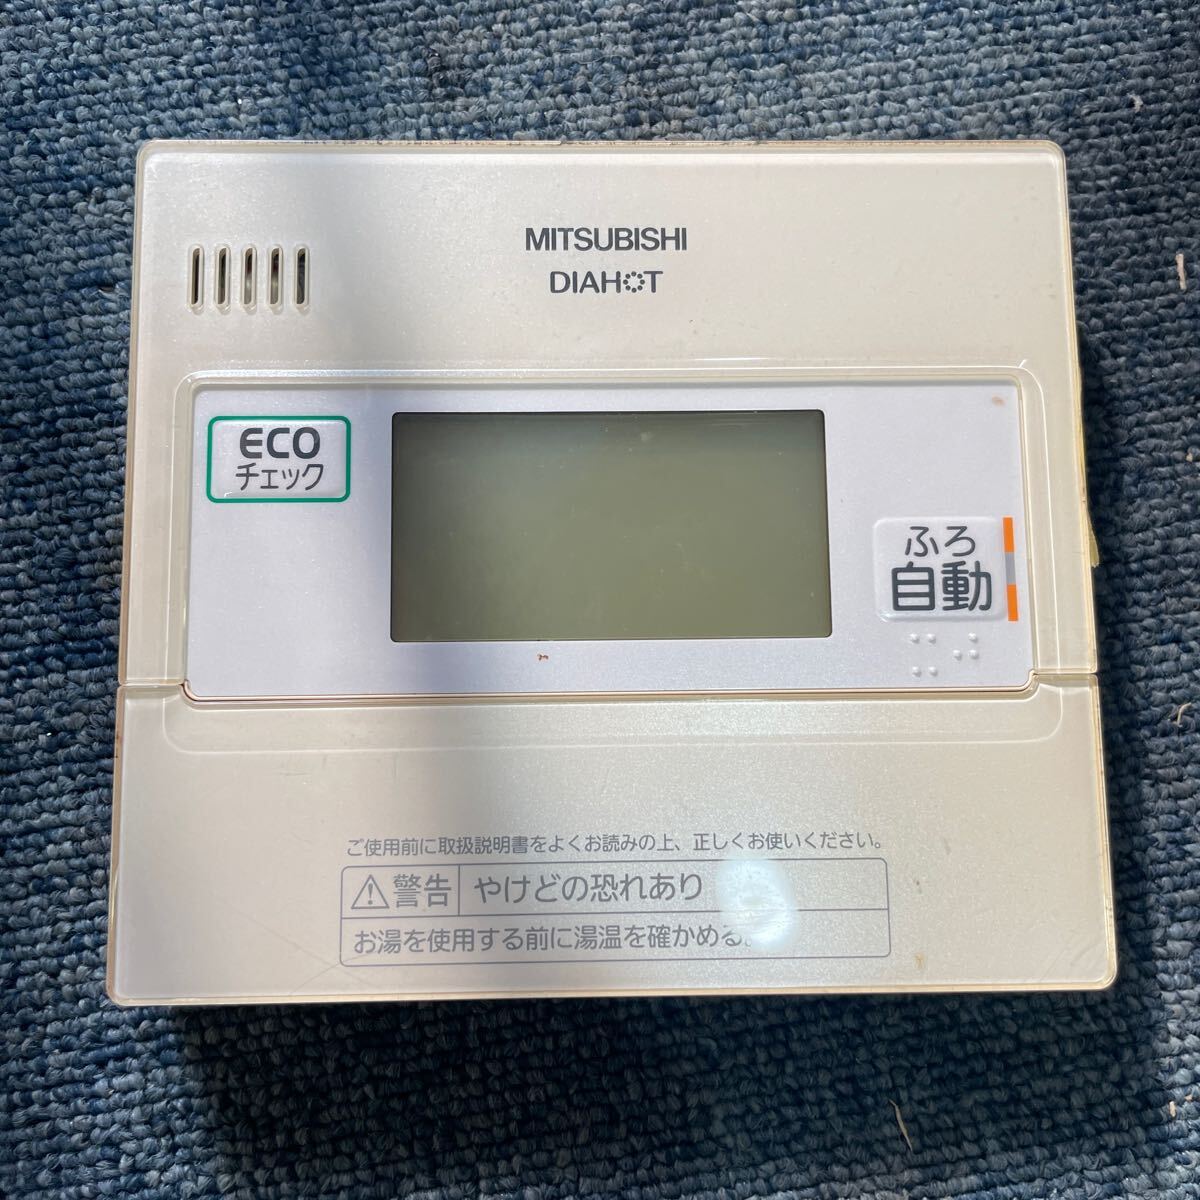 MITSUBISHI
DIAHOT
ECO
チェック
ふろ
自動
ご使用前に取扱説明書をよくお読みの上、正しくお使いください。
警告 やけどの恐れあり
お湯を使用する前に湯温を確かめる。